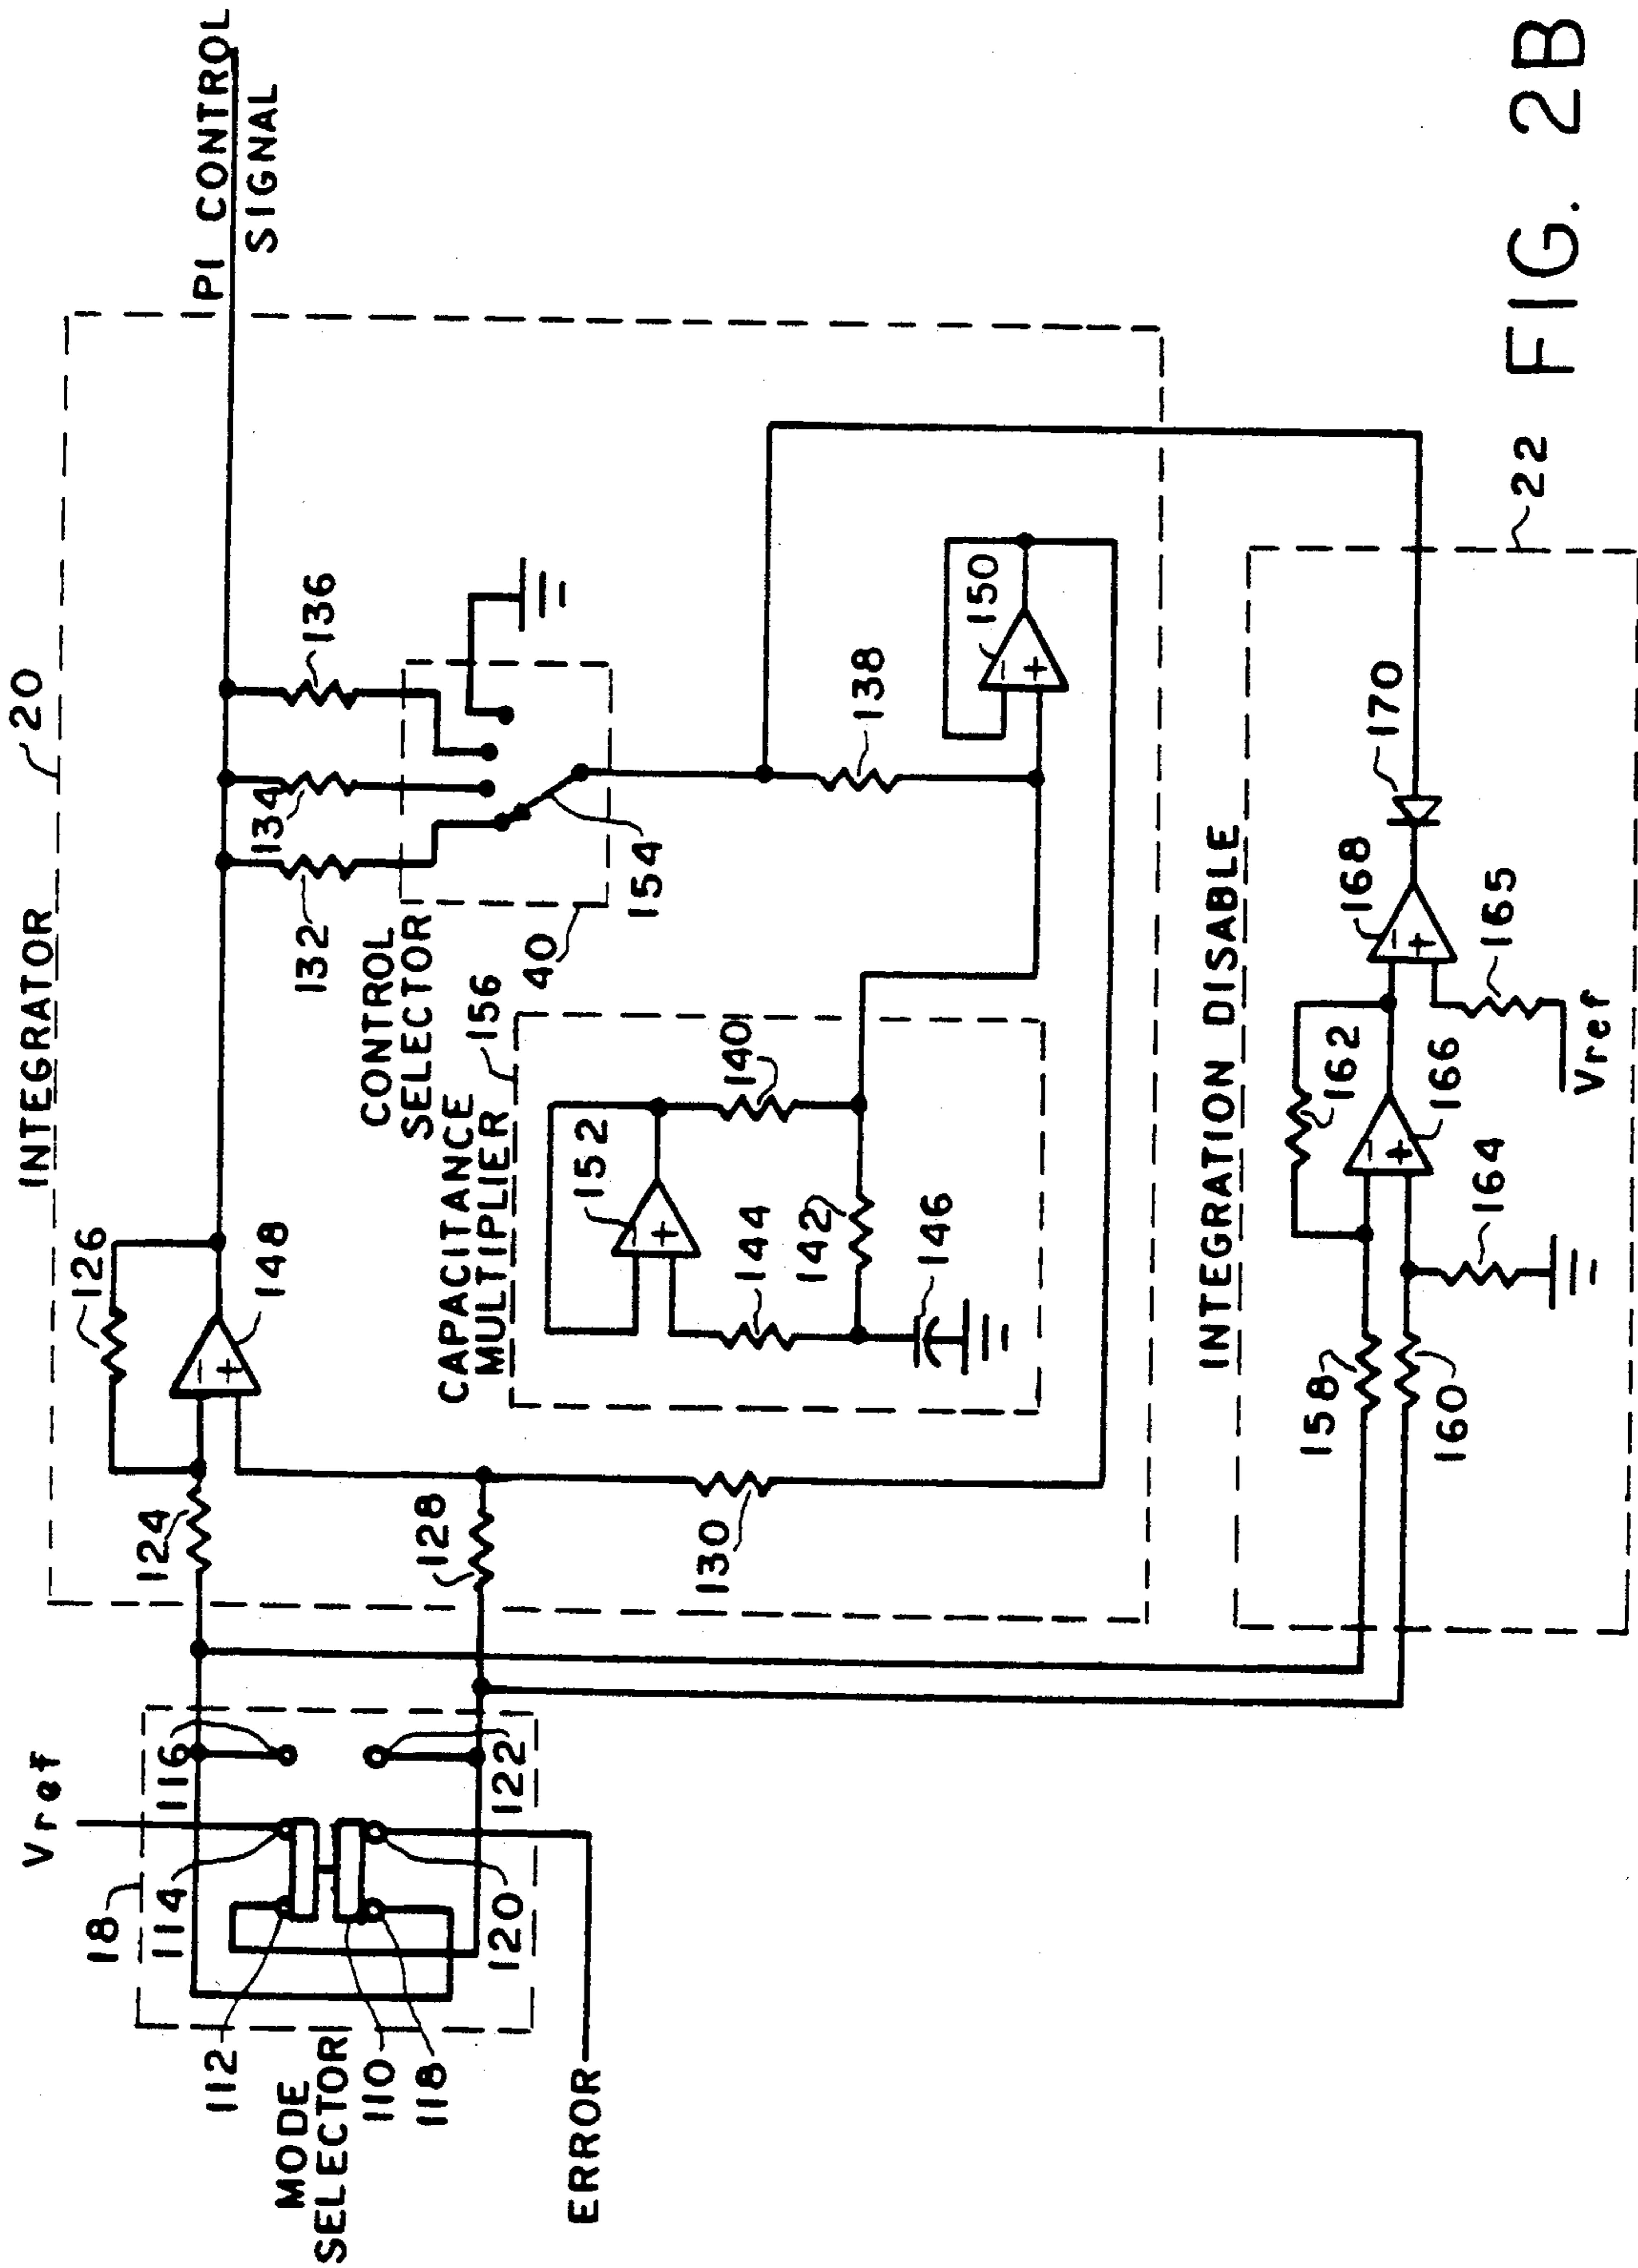 INTEGRATOR
20
PI CONTROL
SIGNAL
126
124
148
132
134
136
CONTROL
SELECTOR
40
154
138
150
128
130
CAPACITANCE
MULTIPLIER
156
152
140
144
142
146
Vref
18
114
116
112
110
118
120
122
MODE
SELECTOR
ERROR
INTEGRATION DISABLE
22
158
160
162
164
166
168
165
170
Vref
FIG. 2B